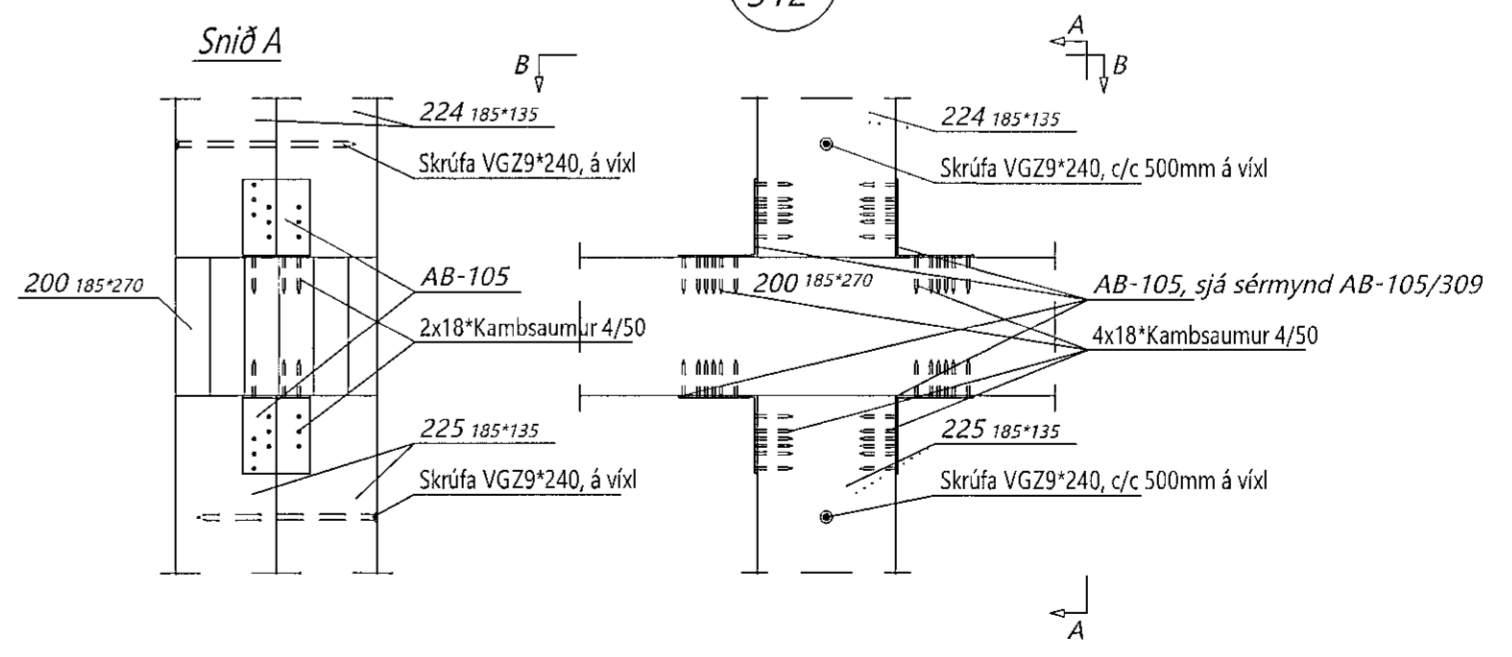 312
Snið A
B
A
B
224 185*135
Skrúfa VGZ9*240, á víxl
224 185*135
Skrúfa VGZ9*240, c/c 500mm á víxl
200 185*270
AB-105
2x18*Kambsaumur 4/50
200 185*270
AB-105, sjá sérmynd AB-105/309
4x18*Kambsaumur 4/50
225 185*135
Skrúfa VGZ9*240, á víxl
225 185*135
Skrúfa VGZ9*240, c/c 500mm á víxl
A